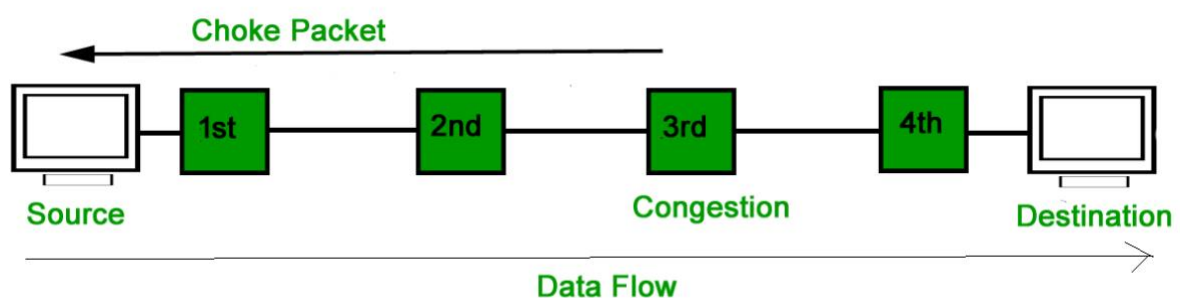 Choke Packet
1st
2nd
3rd
4th
Source
Congestion
Destination
Data Flow